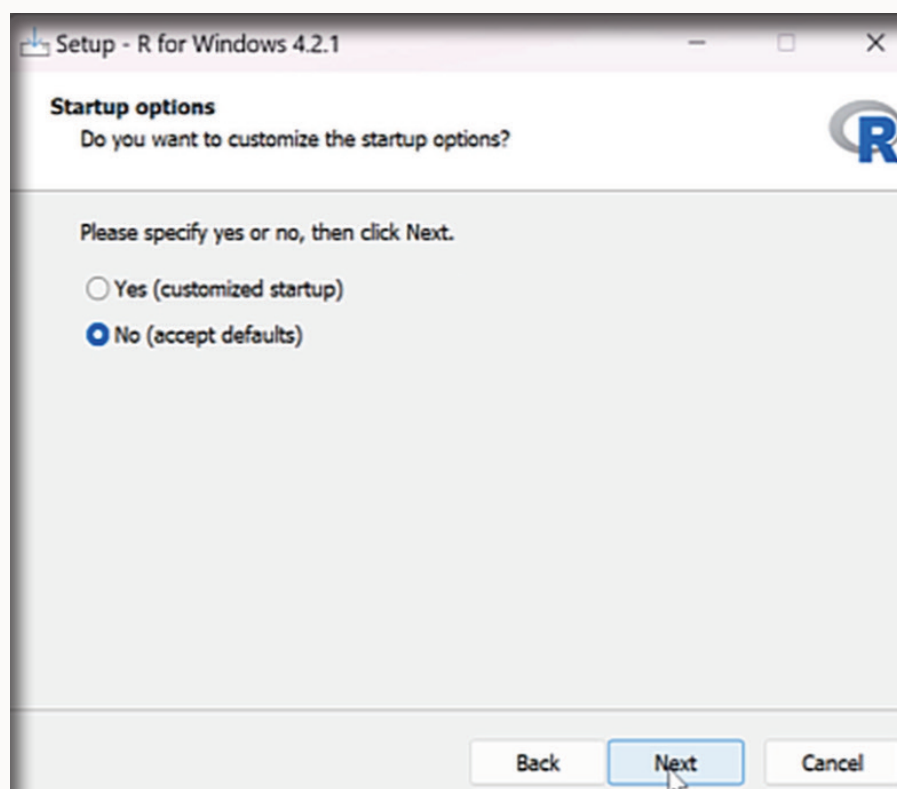 Setup - R for Windows 4.2.1
Startup options
Do you want to customize the startup options?
R
Please specify yes or no, then click Next.
Yes (customized startup)
No (accept defaults)
Back Next Cancel